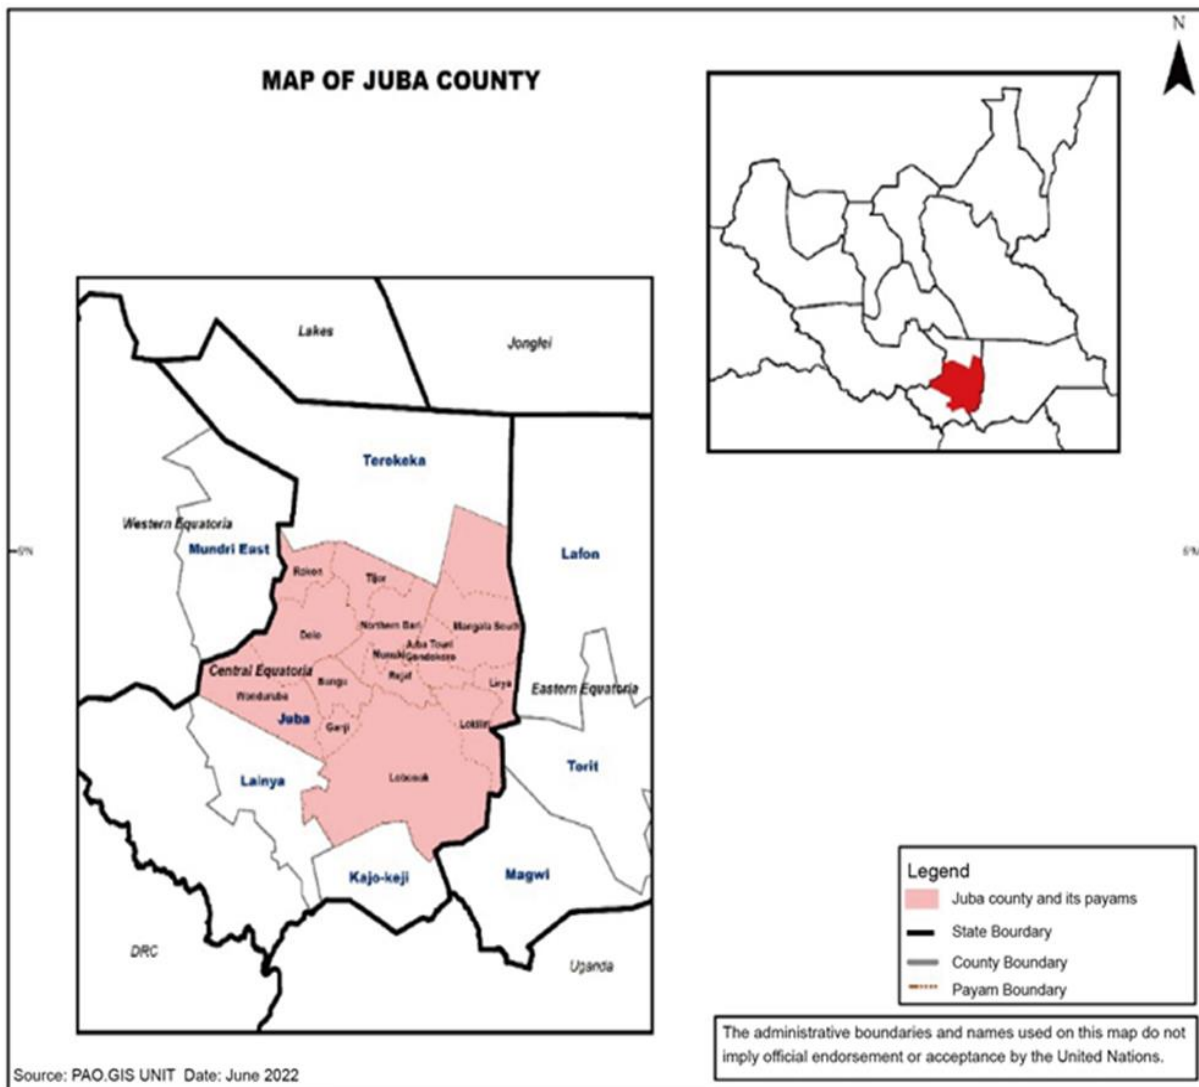 N
MAP OF JUBA COUNTY
Lakes
Jonglei
Terekeka
Western Equatoria
Mundri East
Lafon
6°N
6°N
Rokon
Tijor
Dolo
Northern Bari
Mangala South
Juba Town
Munuki
Gondokoro
Central Equatoria
Bungu
Rejaf
Lirya
Eastern Equatoria
Wonduruba
Juba
Ganji
Lokiliri
Lainya
Lobonok
Torit
Kajo-keji
Magwi
DRC
Uganda
Legend
Juba county and its payams
State Bourdary
County Boundary
Payam Boundary
The administrative boundaries and names used on this map do not
imply official endorsement or acceptance by the United Nations.
Source: PAO.GIS UNIT Date: June 2022